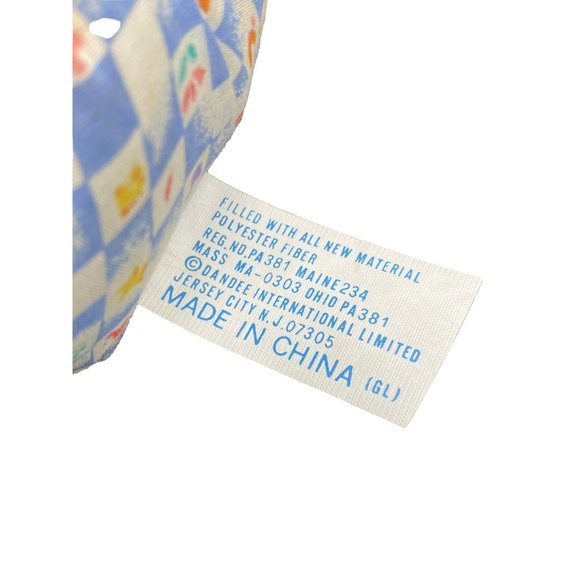 FILLED WITH ALL NEW MATERIAL
POLYESTER FIBER
REG.NO.PA381 MAINE234
MASS MA-0303 OHIO PA381
©DANDEE INTERNATIONAL LIMITED
JERSEY CITY N.J.07305
MADE IN CHINA (GL)